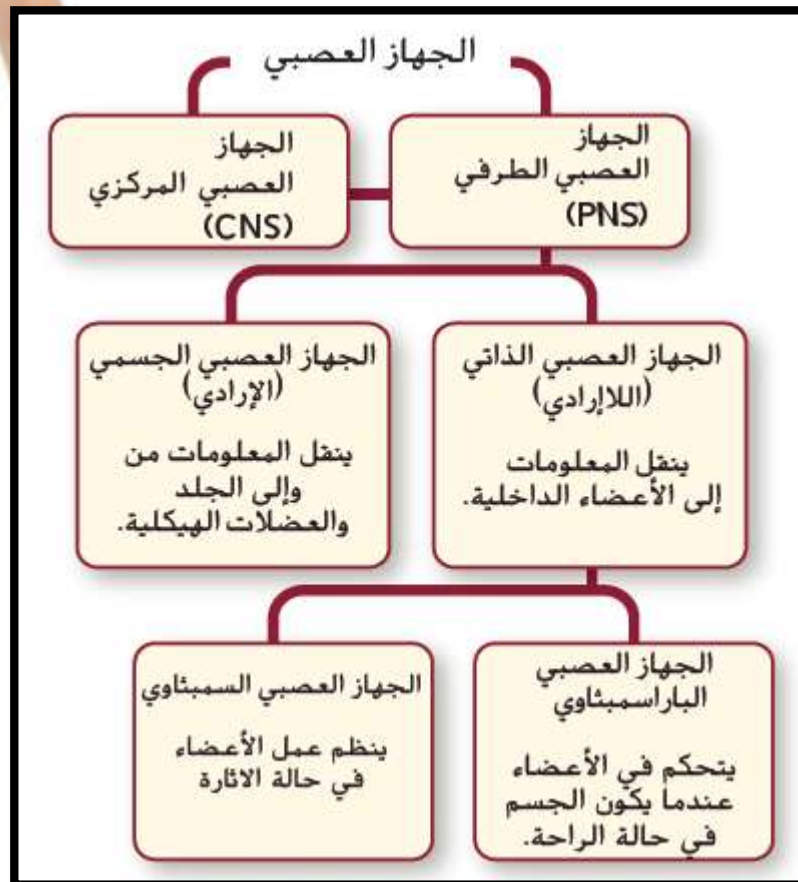 الجهاز العصبي
الجهاز
العصبي الطرفي
(PNS)
الجهاز
العصبي المركزي
(CNS)
الجهاز العصبي الذاتي
(اللاإرادي)
ينقل المعلومات
إلى الأعضاء الداخلية.
الجهاز العصبي الجسمي
(الإرادي)
ينقل المعلومات من
وإلى الجلد
والعضلات الهيكلية.
الجهاز العصبي
الباراسمبثاوي
يتحكم في الأعضاء
عندما يكون الجسم
في حالة الراحة.
الجهاز العصبي السمبثاوي
ينظم عمل الأعضاء
في حالة الاثارة